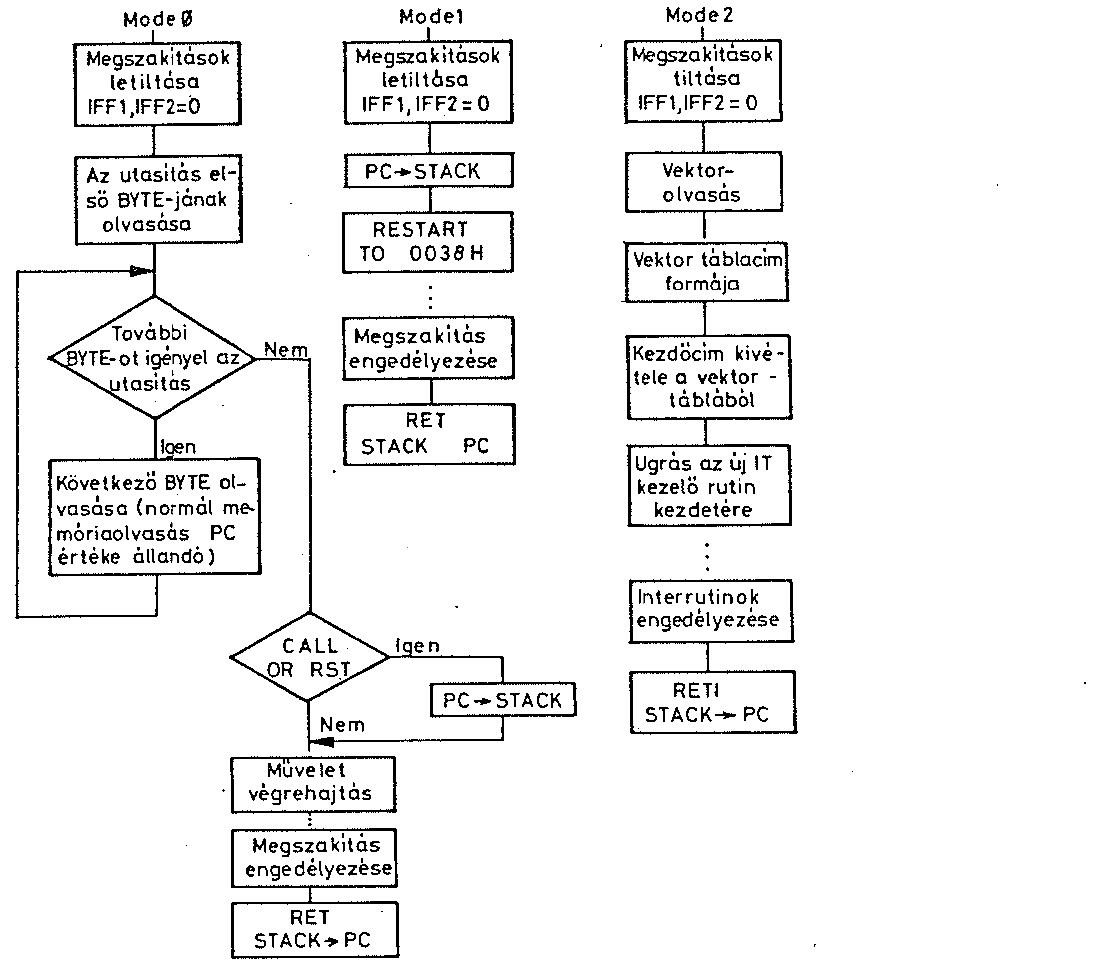 Mode0
Megszakítások
letiltása
IFF1,IFF2=0
Az utasítás el-
ső BYTE-jának
olvasása
További
BYTE-ot igényel az
utasítás
Nem
Igen
Következő BYTE ol-
vasása (normál me-
móriaolvasás PC
értéke állandó)
CALL
OR RST
Igen
PC→STACK
Nem
Művelet
végrehajtás
Megszakítás
engedélyezése
RET
STACK→PC
Mode1
Megszakítások
letiltása
IFF1, IFF2=0
PC→STACK
RESTART
TO 0038H
Megszakítás
engedélyezése
RET
STACK PC
Mode2
Megszakítások
tiltása
IFF1,IFF2=0
Vektor-
olvasás
Vektor táblacím
formája
Kezdőcím kivé-
tele a vektor-
táblából
Ugrás az új IT
kezelő rutin
kezdetére
Interrutinok
engedélyezése
RETI
STACK→PC